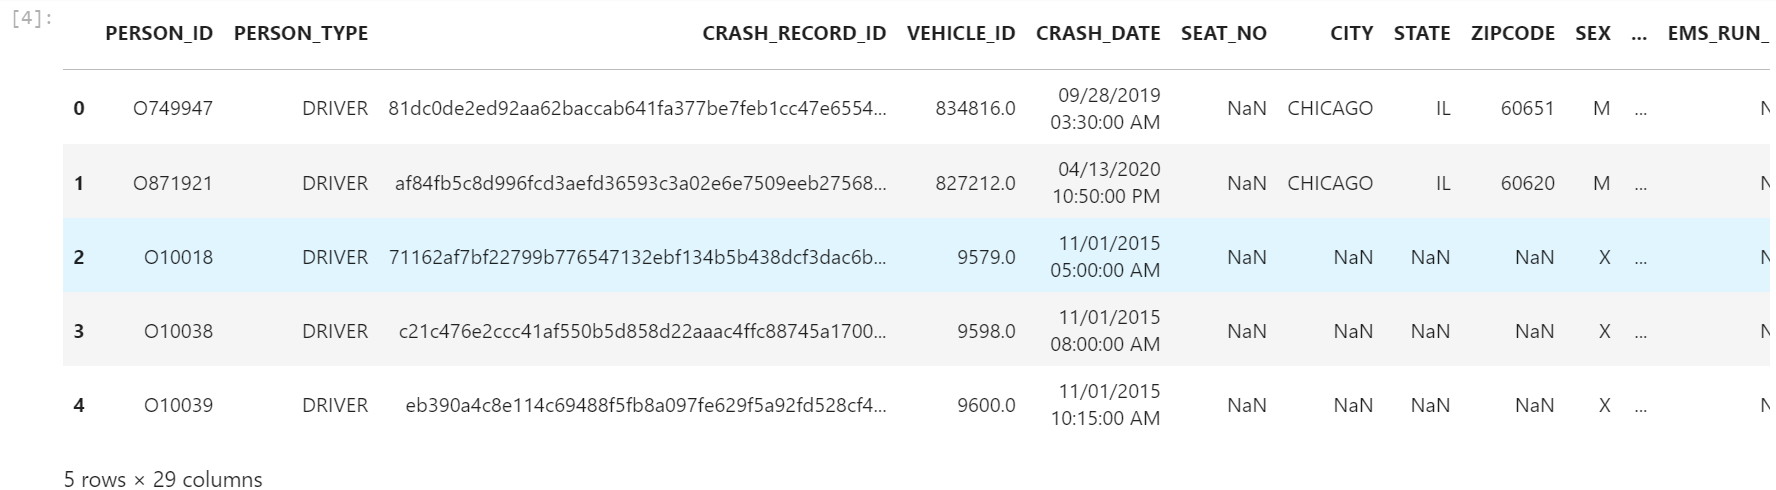 [4]:
PERSON_ID PERSON_TYPE CRASH_RECORD_ID VEHICLE_ID CRASH_DATE SEAT_NO CITY STATE ZIPCODE SEX ... EMS_RUN_
0 O749947 DRIVER 81dc0de2ed92aa62baccab641fa377be7feb1cc47e6554... 834816.0 09/28/2019 03:30:00 AM NaN CHICAGO IL 60651 M ... N
1 O871921 DRIVER af84fb5c8d996fcd3aefd36593c3a02e6e7509eeb27568... 827212.0 04/13/2020 10:50:00 PM NaN CHICAGO IL 60620 M ... N
2 O10018 DRIVER 71162af7bf22799b776547132ebf134b5b438dcf3dac6b... 9579.0 11/01/2015 05:00:00 AM NaN NaN NaN NaN X ... N
3 O10038 DRIVER c21c476e2ccc41af550b5d858d22aaac4ffc88745a1700... 9598.0 11/01/2015 08:00:00 AM NaN NaN NaN NaN X ... N
4 O10039 DRIVER eb390a4c8e114c69488f5fb8a097fe629f5a92fd528cf4... 9600.0 11/01/2015 10:15:00 AM NaN NaN NaN NaN X ... N
5 rows × 29 columns